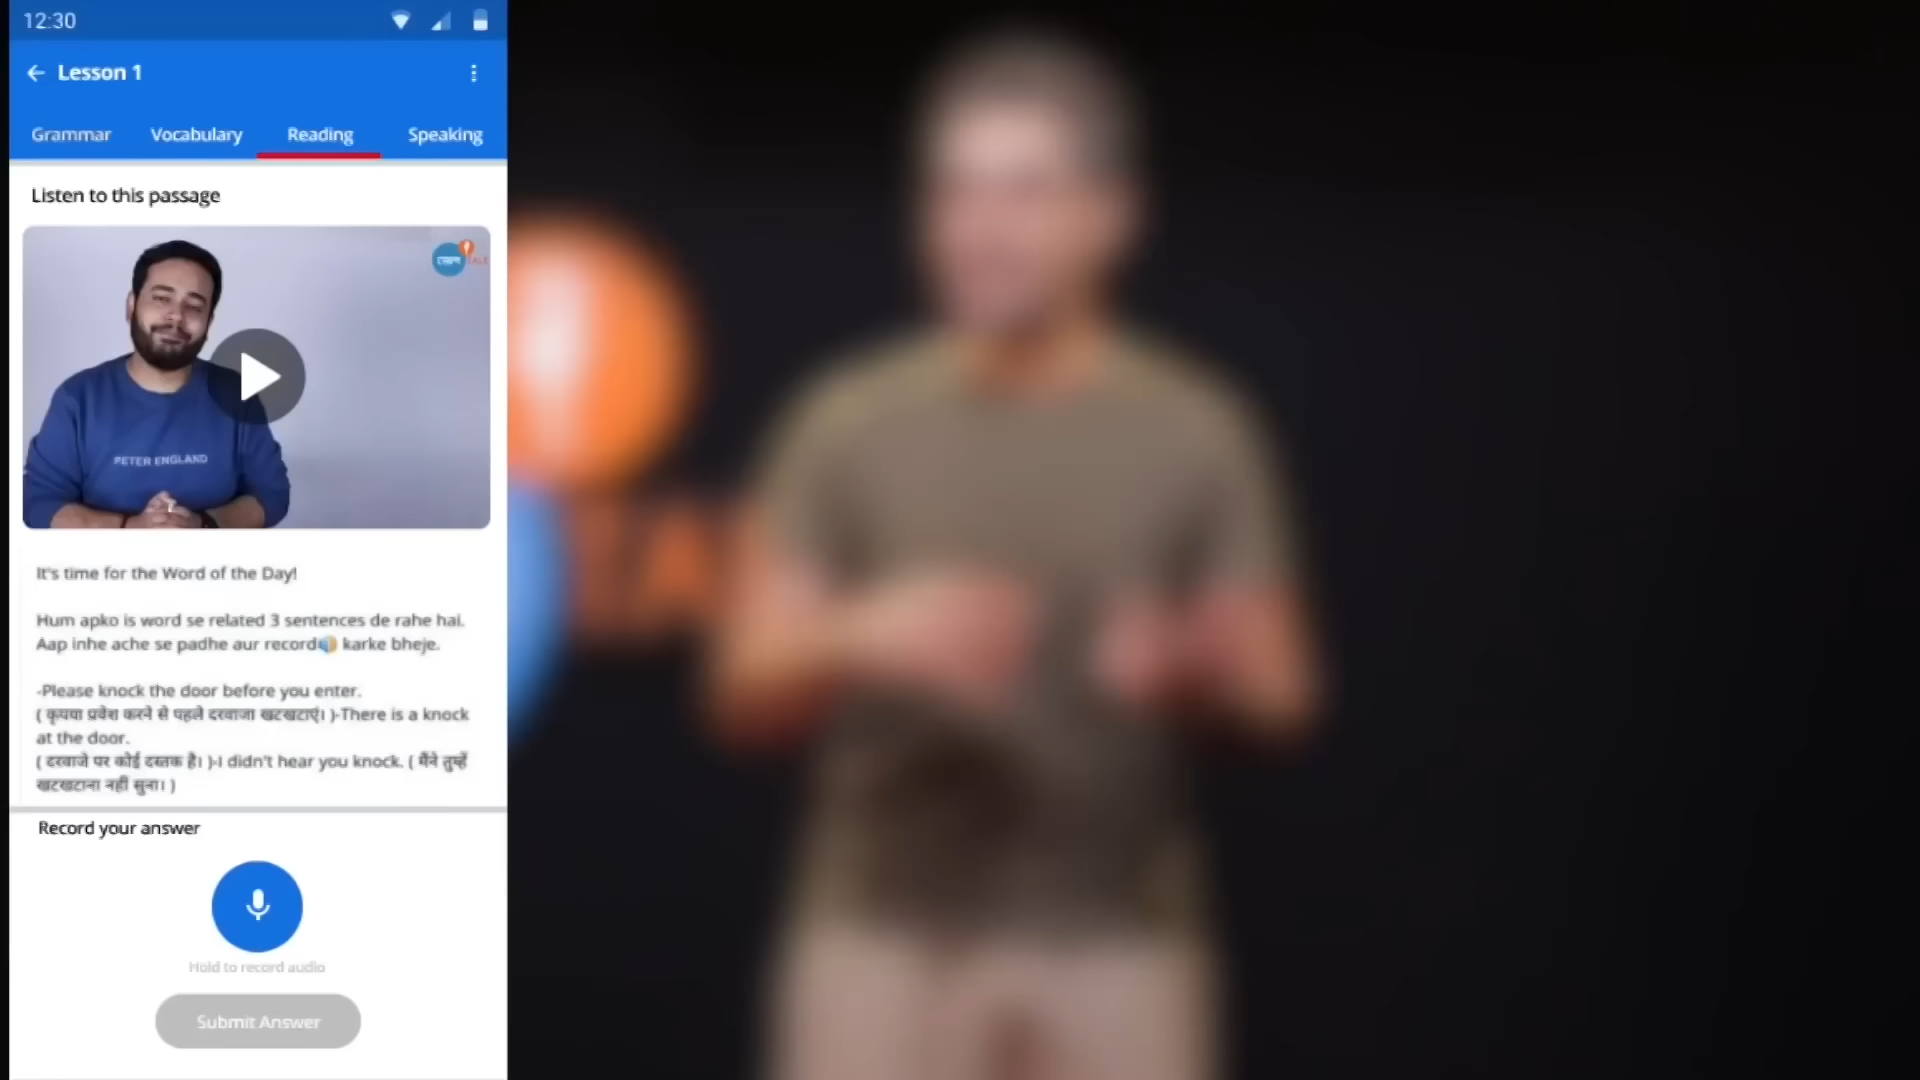 12:30
Lesson 1
Grammar Vocabulary Reading Speaking
Listen to this passage
PETER ENGLAND
It's time for the Word of the Day!
Hum apko is word se related 3 sentences de rahe hai.
Aap inhe ache se padhe aur record karke bheje.
-Please knock the door before you enter.
( कृपया प्रवेश करने से पहले दरवाजा खटखटाएं। )-There is a knock
at the door.
( दरवाजे पर कोई दस्तक है। )-I didn't hear you knock. ( मैंने तुम्हें
खटखटाना नहीं सुना। )
Record your answer
Hold to record audio
Submit Answer